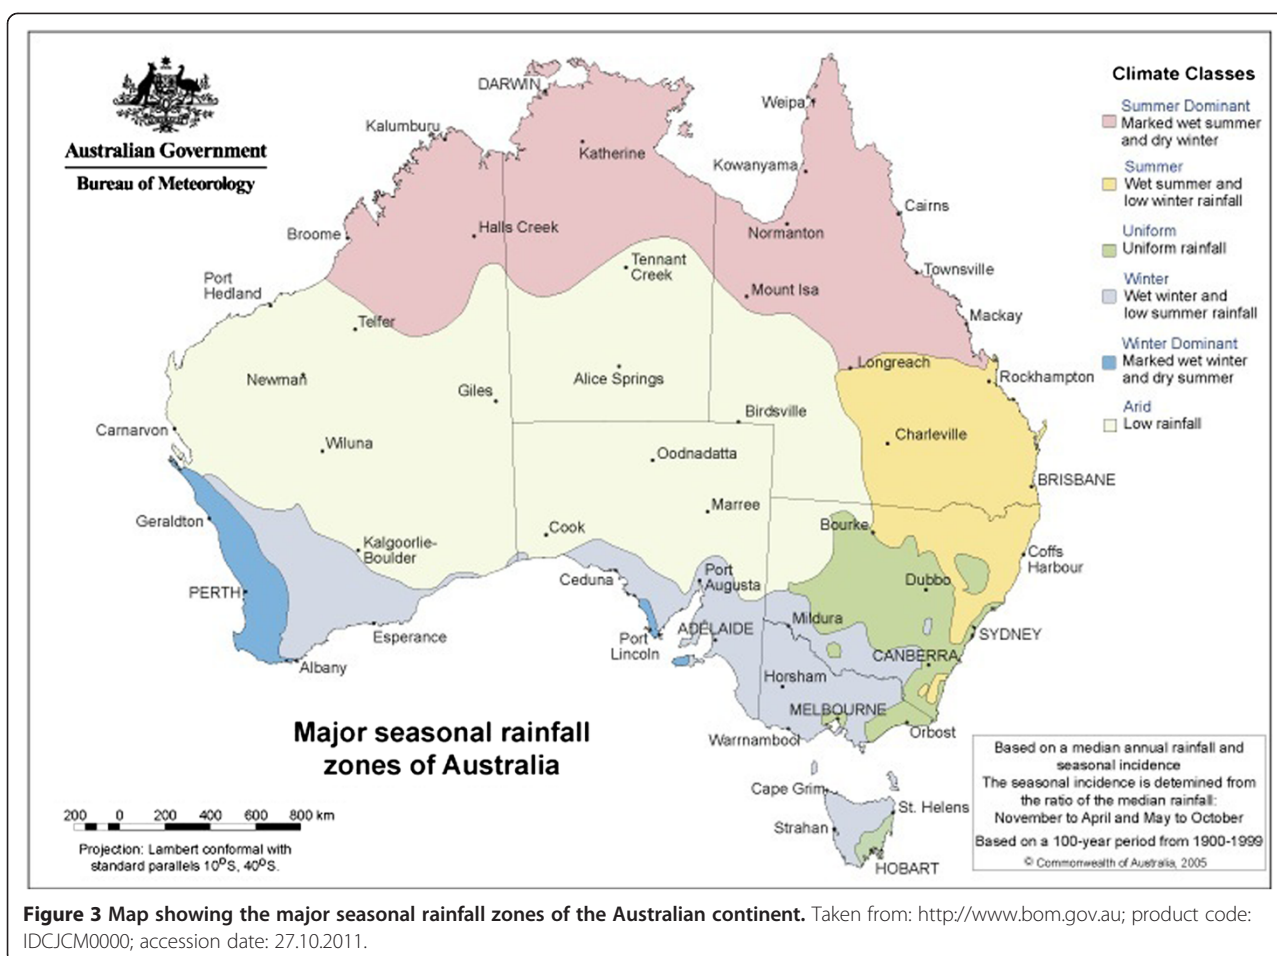 Australian Government
Bureau of Meteorology
DARWIN
Kalumburu
Katherine
Weipa
Kowanyama
Cairns
Broome
Halls Creek
Normanton
Port
Hedland
Tennant
Creek
Townsville
Mount Isa
Telfer
Mackay
Longreach
Newman
Alice Springs
Rockhampton
Giles
Birdsville
Carnarvon
Charleville
Wiluna
Oodnadatta
BRISBANE
Marree
Geraldton
Cook
Bourke
Kalgoorlie-
Boulder
Coffs
Harbour
Ceduna
Port
Augusta
Dubbo
PERTH
Mildura
Esperance
ADELAIDE
SYDNEY
Port
Lincoln
CANBERRA
Albany
Horsham
MELBOURNE
Orbost
Warrnambool
Cape Grim
St. Helens
Strahan
HOBART
Climate Classes
Summer Dominant
Marked wet summer
and dry winter
Summer
Wet summer and
low winter rainfall
Uniform
Uniform rainfall
Winter
Wet winter and
low summer rainfall
Winter Dominant
Marked wet winter
and dry summer
Arid
Low rainfall
Major seasonal rainfall
zones of Australia
200 0 200 400 600 800 km
Projection: Lambert conformal with
standard parallels 10°S, 40°S.
Based on a median annual rainfall and
seasonal incidence
The seasonal incidence is detemined from
the ratio of the median rainfall:
November to April and May to October
Based on a 100-year period from 1900-1999
© Commonwealth of Australia, 2005
Figure 3 Map showing the major seasonal rainfall zones of the Australian continent. Taken from: http://www.bom.gov.au; product code:
IDCJCM0000; accession date: 27.10.2011.